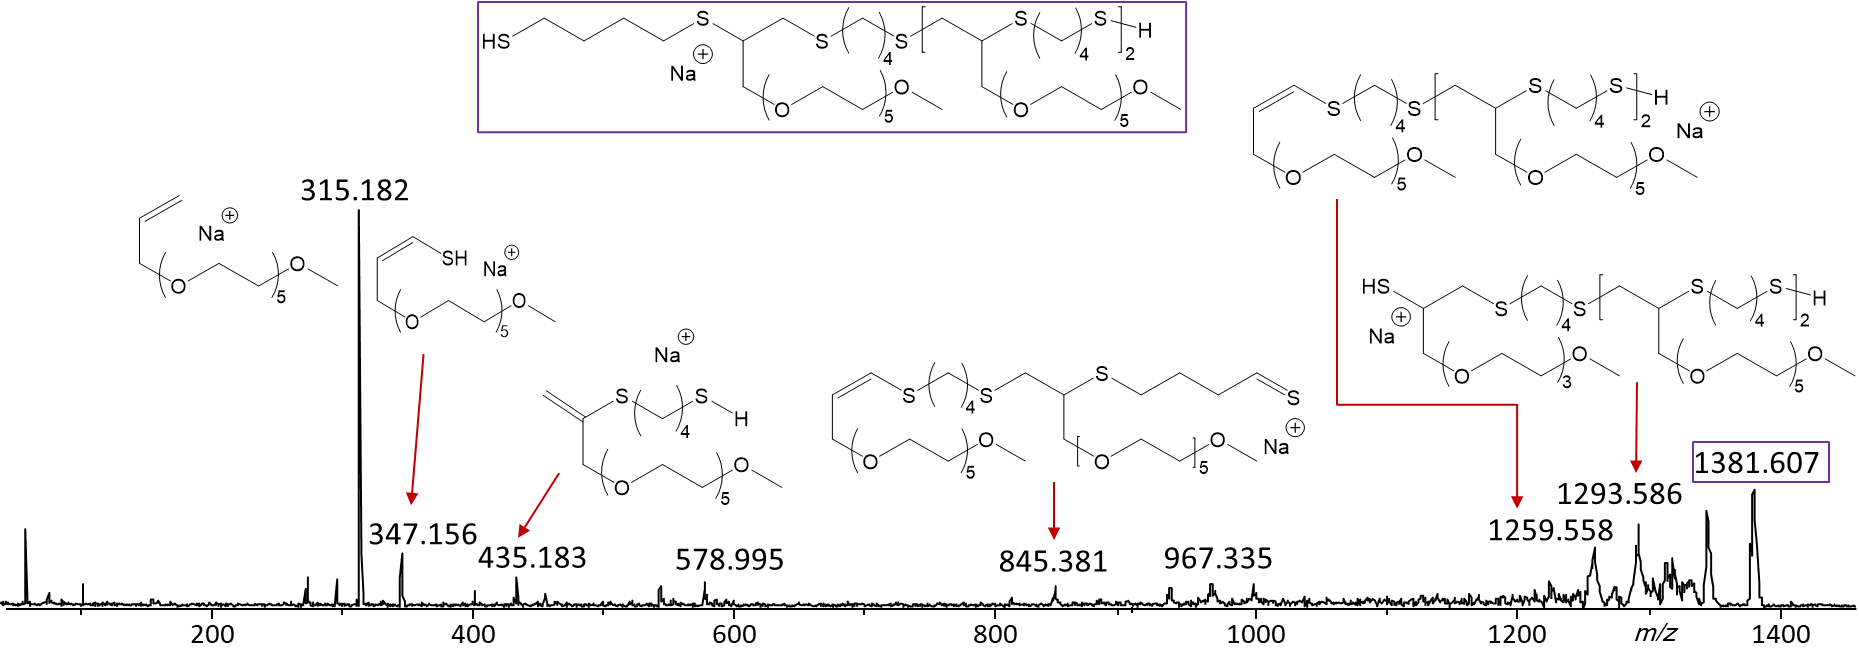 HS S S 4 S S 4 S H 2
Na +
O 5 O O 5 O
S 4 S S 4 S H 2
Na +
O 5 O O 5 O
315.182
Na +
O 5 O
SH Na +
O 5 O
HS S 4 S S 4 S H 2
Na +
O 3 O O 5 O
Na +
S 4 S H
O 5 O
S 4 S S S
O 5 O O 5 O Na +
1381.607
1293.586
1259.558
347.156
435.183
578.995
845.381
967.335
200 400 600 800 1000 1200 m/z 1400